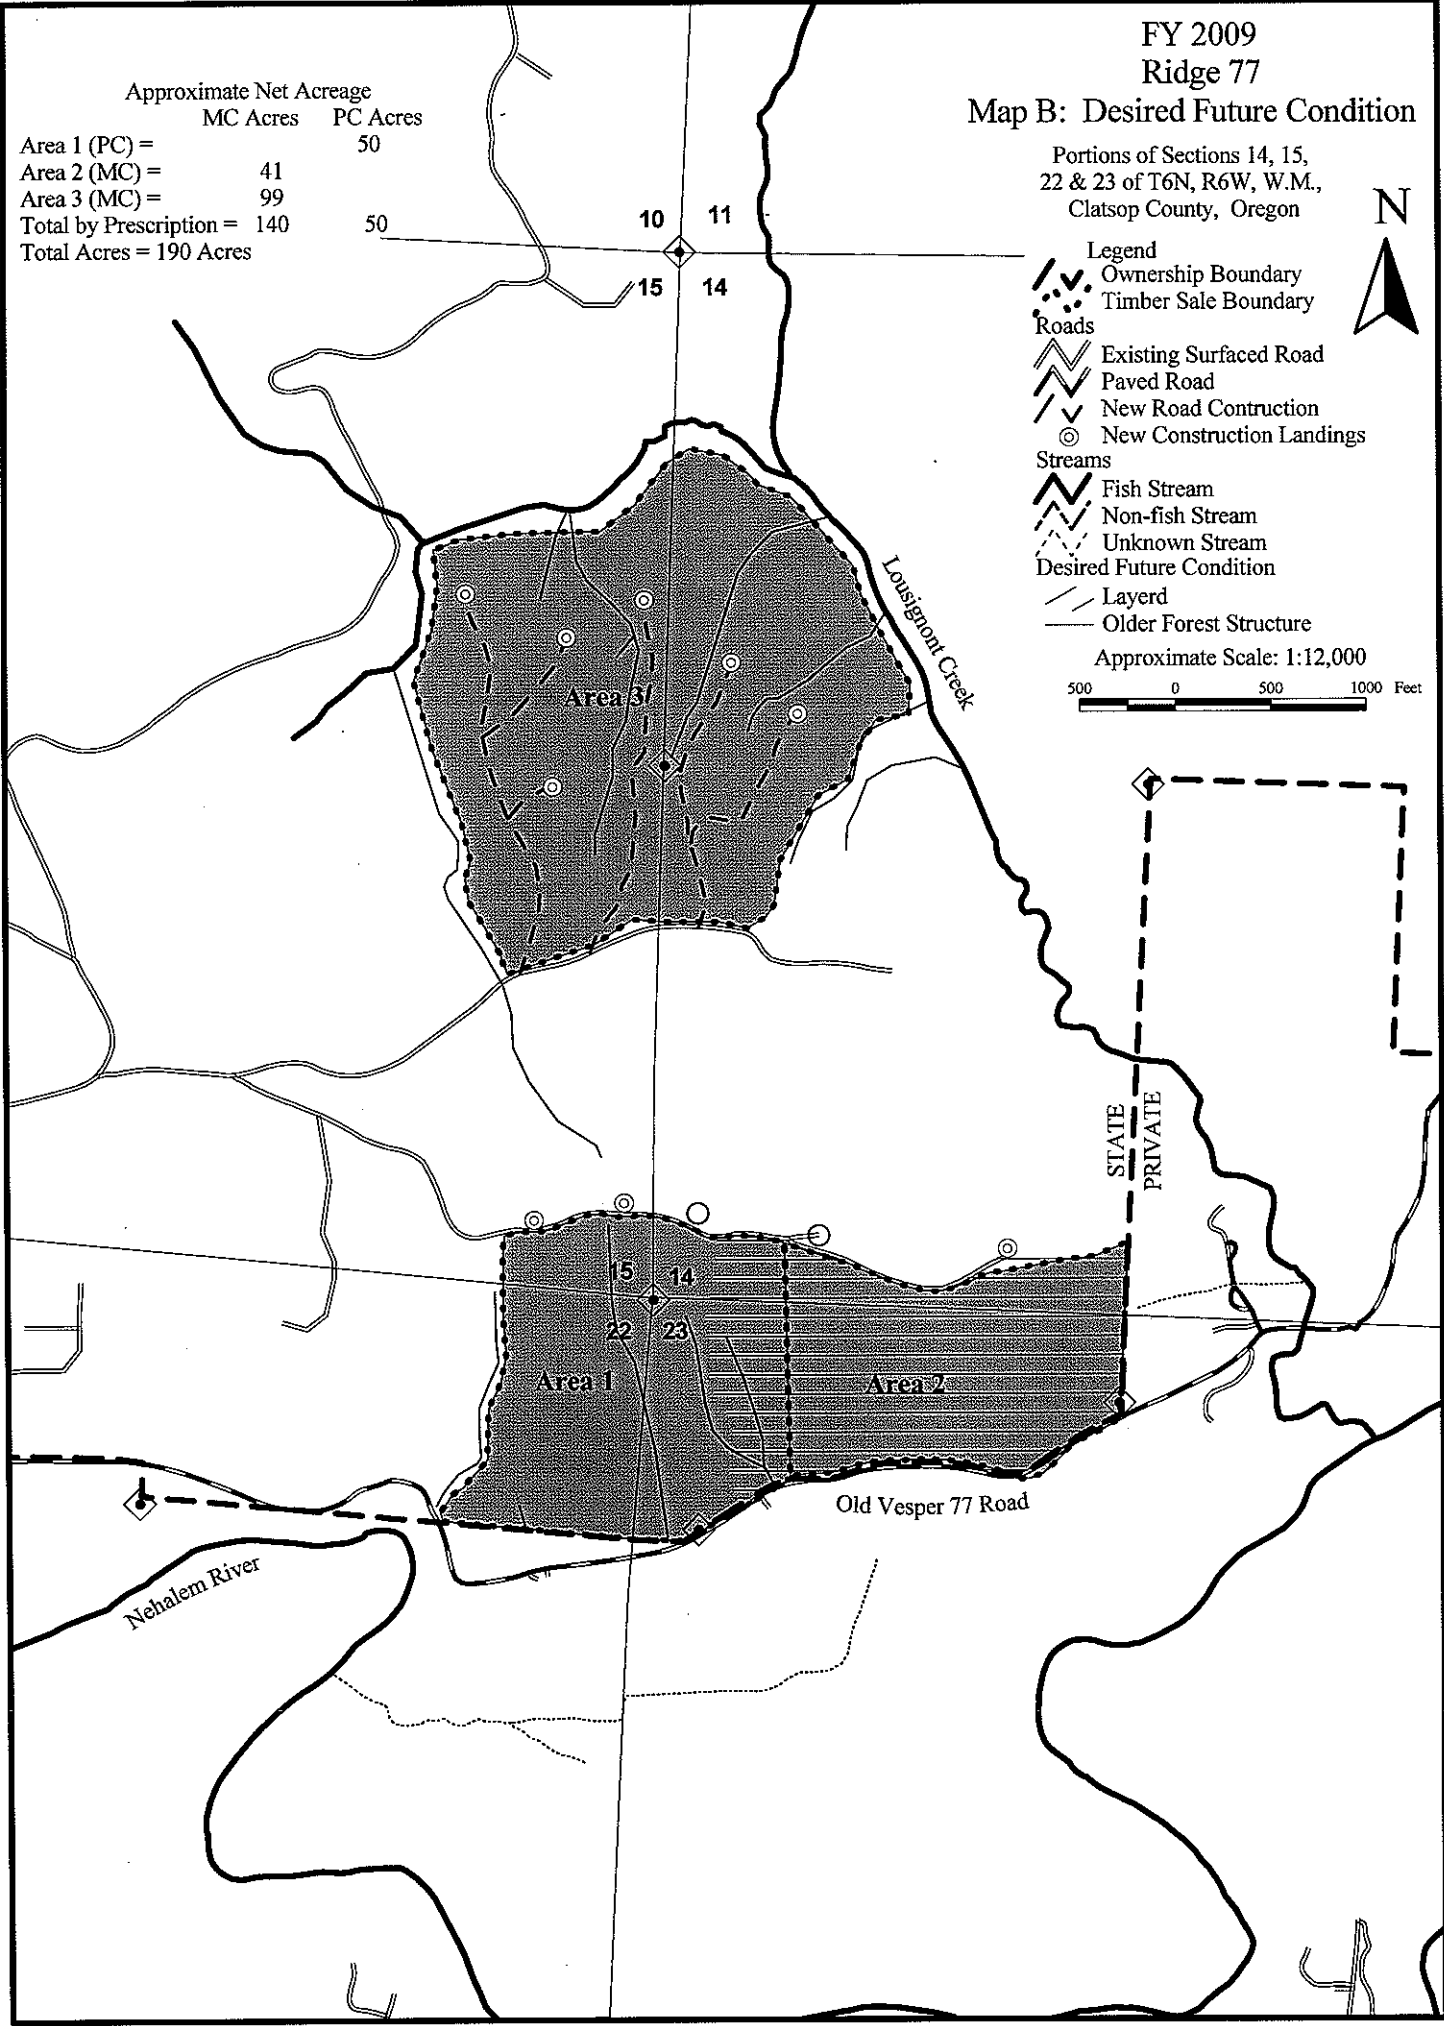 FY 2009
Ridge 77
Map B: Desired Future Condition
Portions of Sections 14, 15,
22 & 23 of T6N, R6W, W.M.,
Clatsop County, Oregon
N
Approximate Net Acreage
MC Acres PC Acres
Area 1 (PC) = 50
Area 2 (MC) = 41
Area 3 (MC) = 99
Total by Prescription = 140 50
Total Acres = 190 Acres
Legend
Ownership Boundary
Timber Sale Boundary
Roads
Existing Surfaced Road
Paved Road
New Road Contruction
New Construction Landings
Streams
Fish Stream
Non-fish Stream
Unknown Stream
Desired Future Condition
Layerd
Older Forest Structure
Approximate Scale: 1:12,000
500 0 500 1000 Feet
10 11
15 14
Lousignont Creek
Area 3
STATE
PRIVATE
15 14
22 23
Area 1
Area 2
Old Vesper 77 Road
Nehalem River